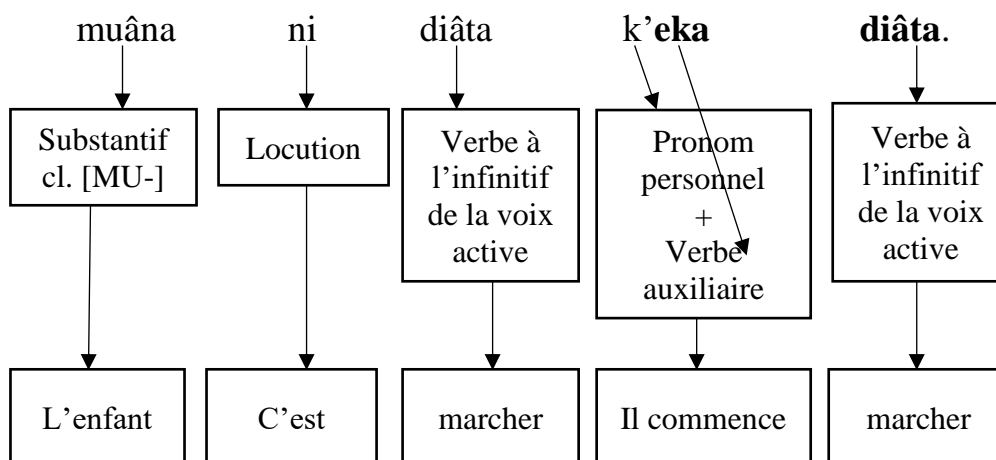 muâna ni diâta k’eka diâta.
Substantif
cl. [MU-]
Locution
Verbe à
l’infinitif
de la voix
active
Pronom
personnel
+
Verbe
auxiliaire
Verbe à
l’infinitif
de la voix
active
L’enfant
C’est
marcher
Il commence
marcher